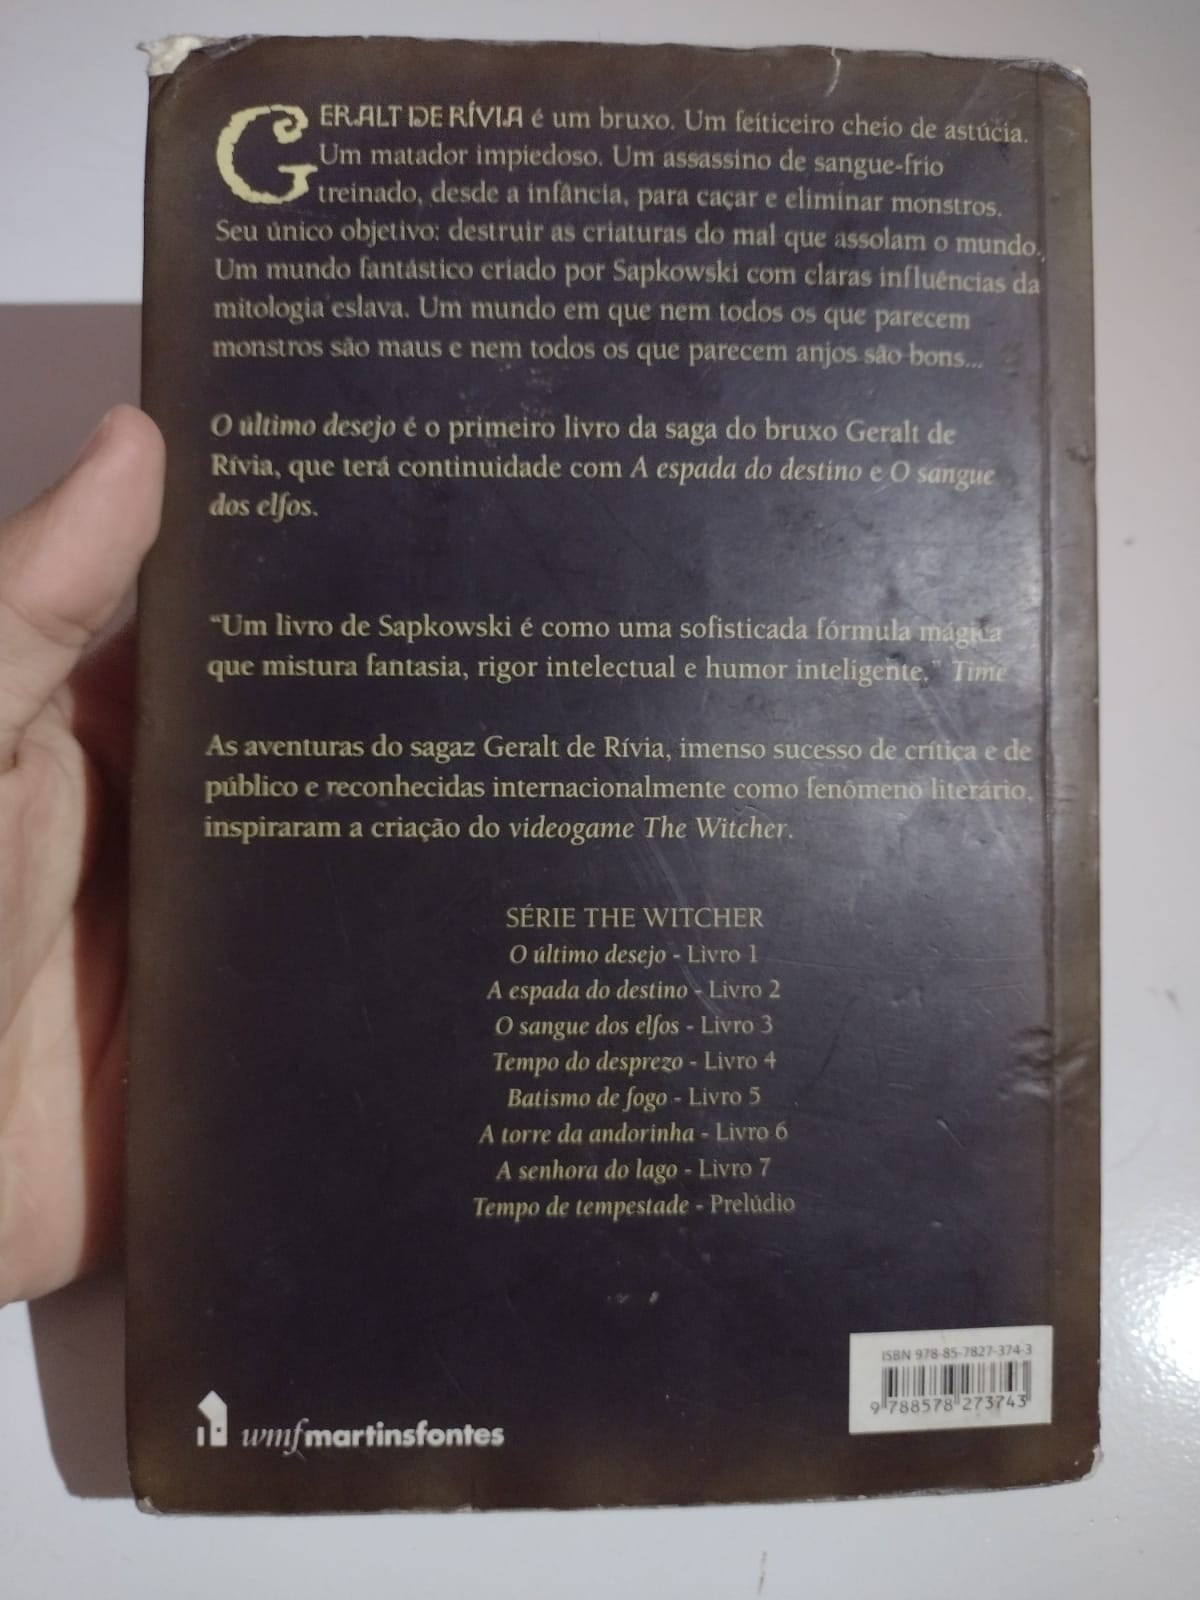 GERALT DE RÍVIA é um bruxo. Um feiticeiro cheio de astúcia.
Um matador impiedoso. Um assassino de sangue-frio
treinado, desde a infância, para caçar e eliminar monstros.
Seu único objetivo: destruir as criaturas do mal que assolam o mundo.
Um mundo fantástico criado por Sapkowski com claras influências da
mitologia eslava. Um mundo em que nem todos os que parecem
monstros são maus e nem todos os que parecem anjos são bons...
O último desejo é o primeiro livro da saga do bruxo Geralt de
Rívia, que terá continuidade com A espada do destino e O sangue
dos elfos.
“Um livro de Sapkowski é como uma sofisticada fórmula mágica
que mistura fantasia, rigor intelectual e humor inteligente.” Time
As aventuras do sagaz Geralt de Rívia, imenso sucesso de crítica e de
público e reconhecidas internacionalmente como fenômeno literário,
inspiraram a criação do videogame The Witcher.
SÉRIE THE WITCHER
O último desejo - Livro 1
A espada do destino - Livro 2
O sangue dos elfos - Livro 3
Tempo do desprezo - Livro 4
Batismo de fogo - Livro 5
A torre da andorinha - Livro 6
A senhora do lago - Livro 7
Tempo de tempestade - Prelúdio
ISBN 978-85-7827-374-3
9 788578 273743
wmfmartinsfontes